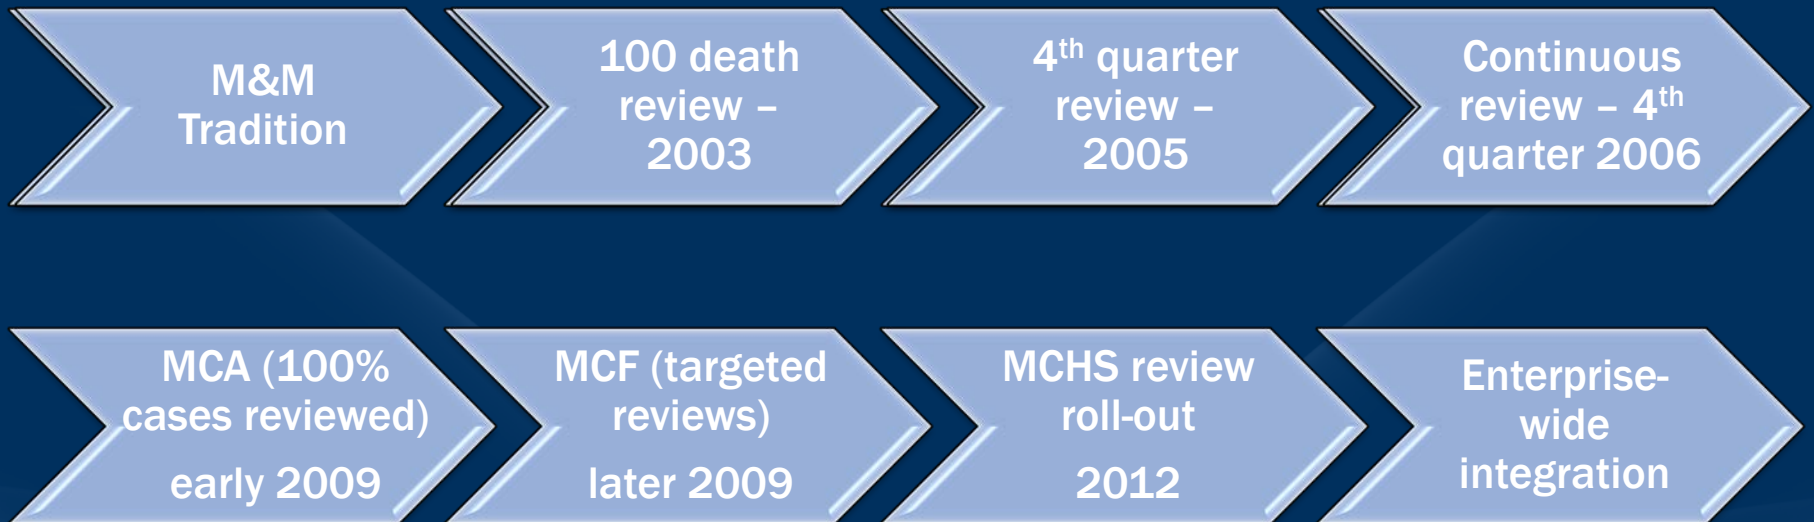 M&M
Tradition
100 death
review –
2003
4th quarter
review –
2005
Continuous
review – 4th
quarter 2006
MCA (100%
cases reviewed)
early 2009
MCF (targeted
reviews)
later 2009
MCHS review
roll-out
2012
Enterprise-
wide
integration